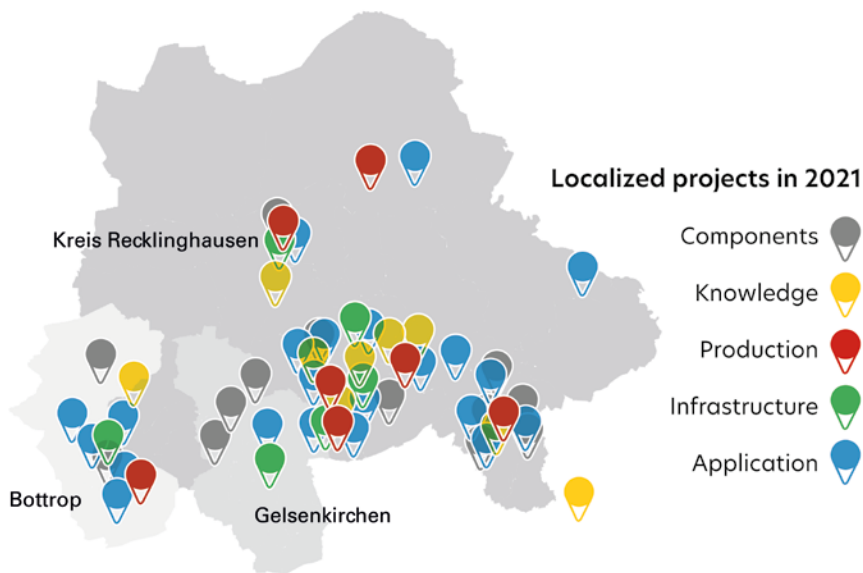 Localized projects in 2021
Kreis Recklinghausen
Components
Knowledge
Production
Infrastructure
Application
Bottrop
Gelsenkirchen